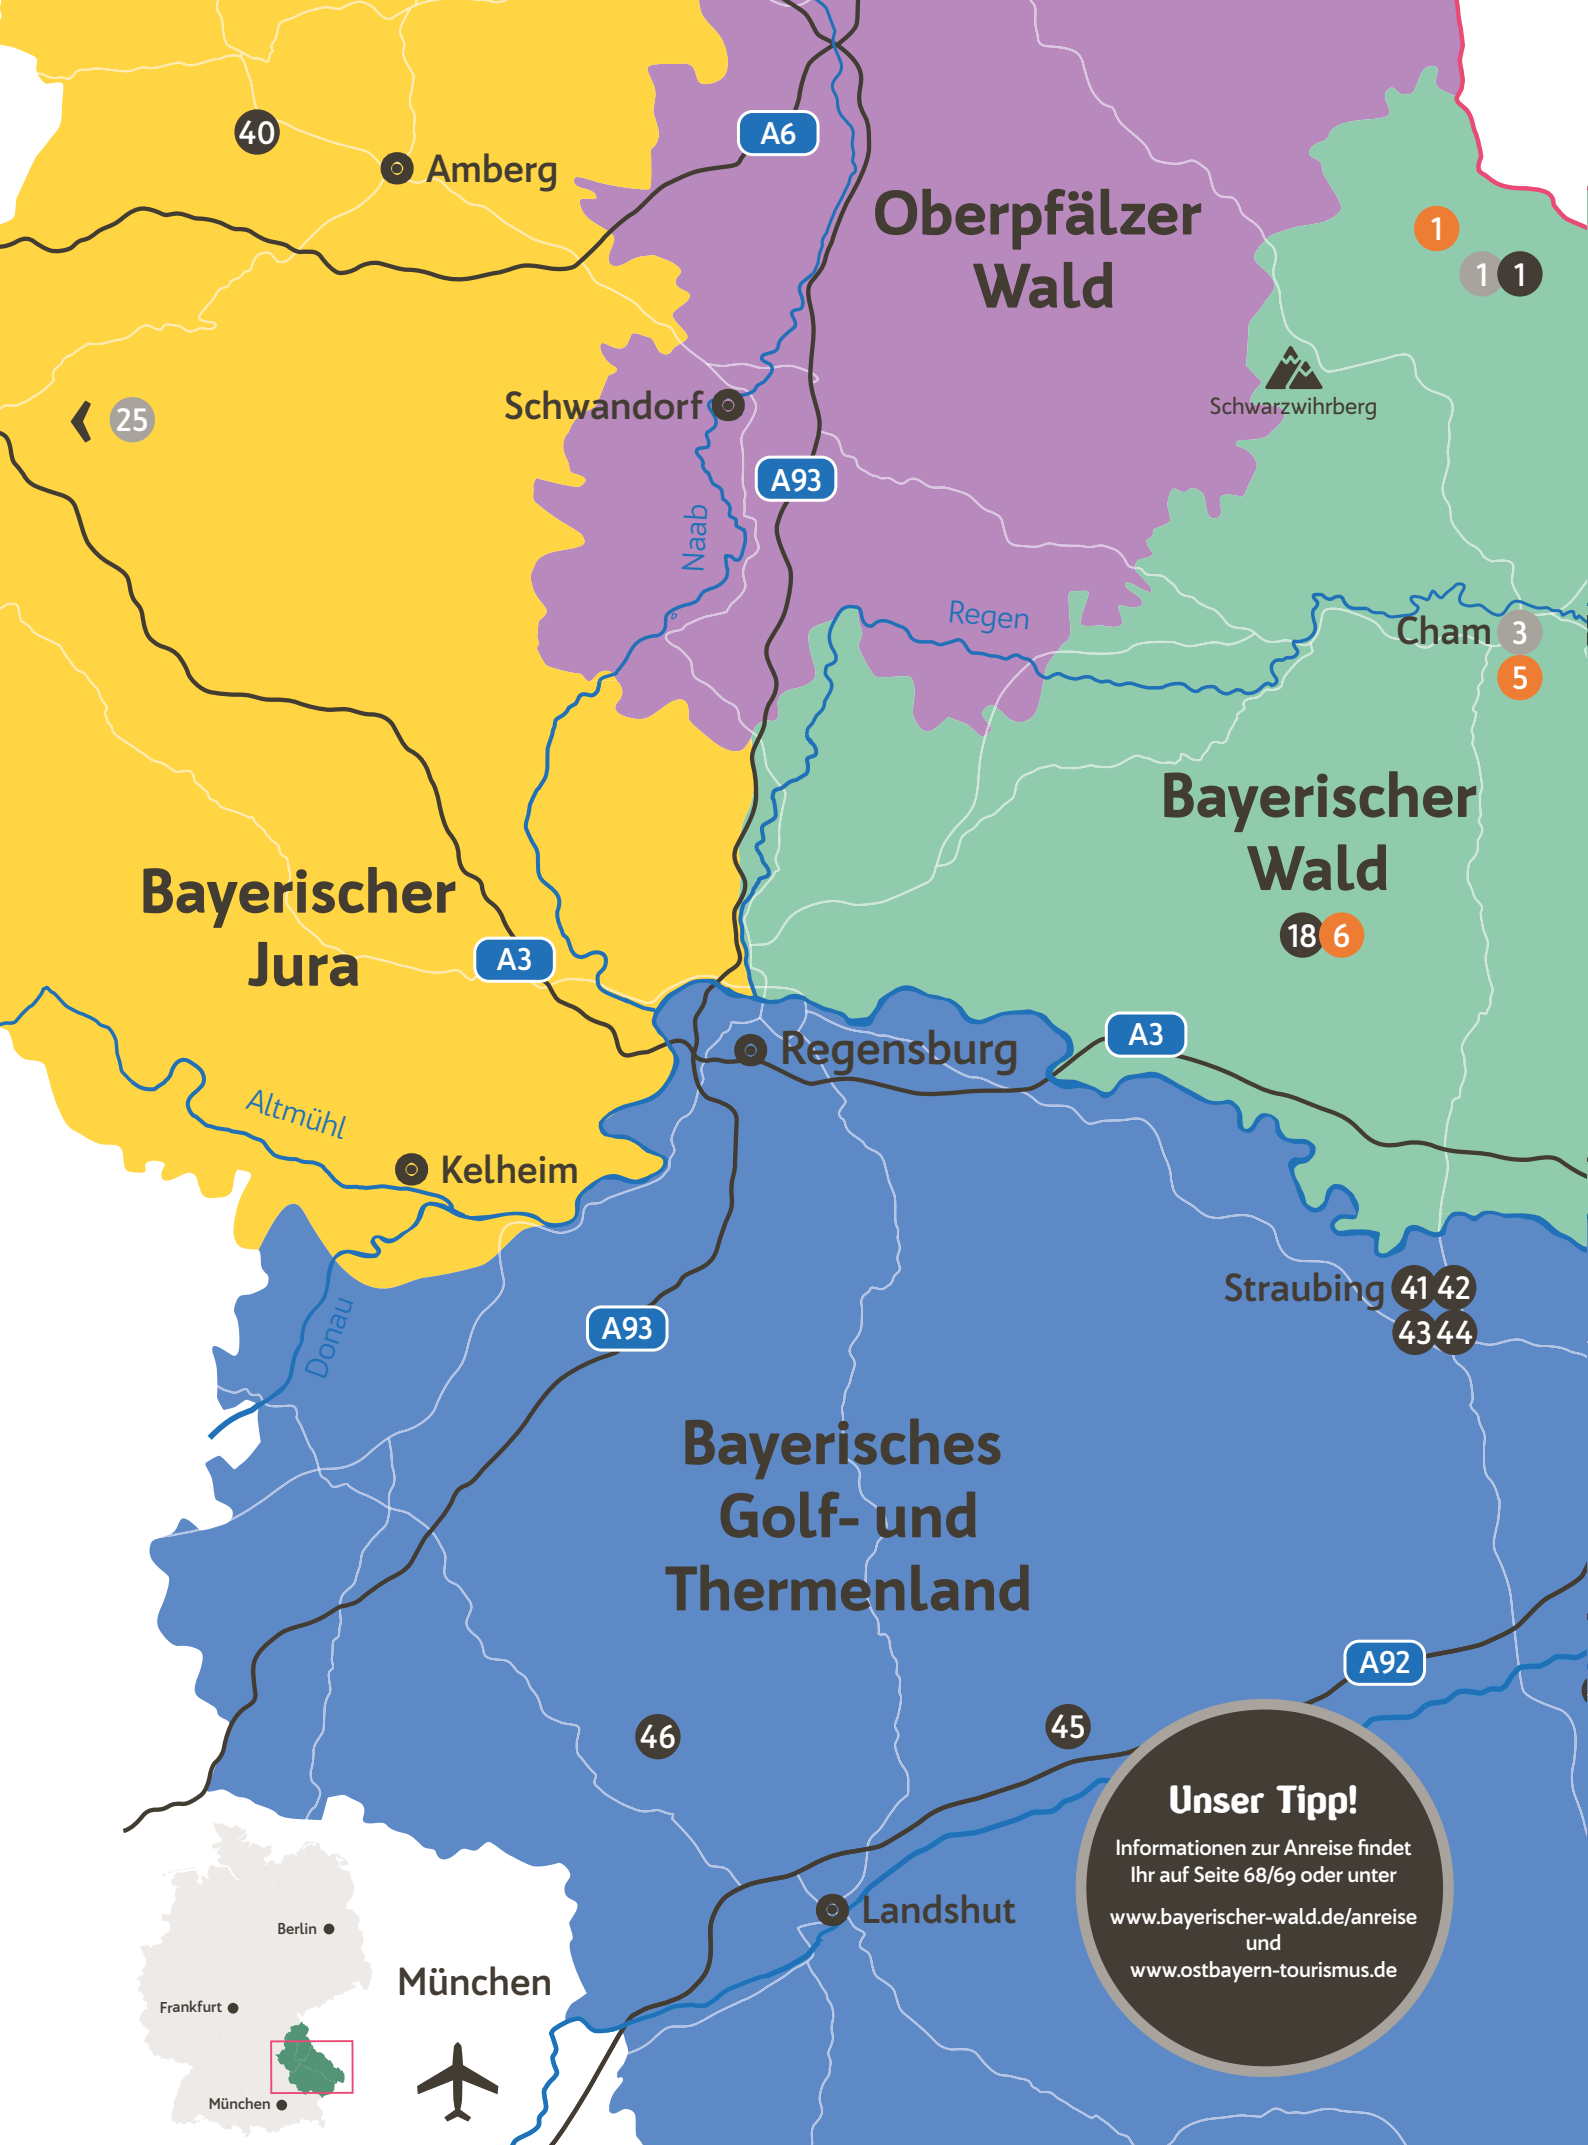 40
Amberg
A6
Oberpfälzer
Wald
1
1
1
Schwandorf
25
Schwarzwihrberg
A93
Naab
Regen
Cham
3
5
Bayerischer
Wald
18
6
Bayerischer
Jura
A3
Regensburg
A3
Altmühl
Kelheim
Straubing
41
42
43
44
Donau
A93
Bayerisches
Golf- und
Thermenland
A92
46
45
Unser Tipp!
Informationen zur Anreise findet
Ihr auf Seite 68/69 oder unter
www.bayerischer-wald.de/anreise
und
www.ostbayern-tourismus.de
Landshut
Berlin
München
Frankfurt
München